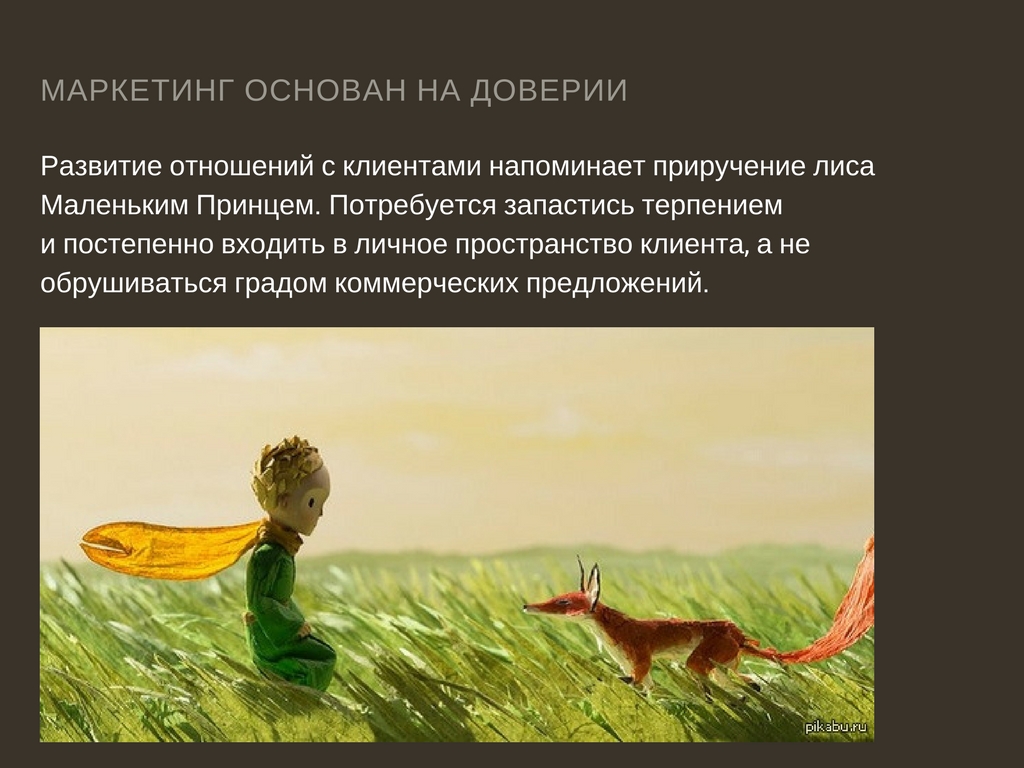 МАРКЕТИНГ ОСНОВАН НА ДОВЕРИИ
Развитие отношений с клиентами напоминает приручение лиса
Маленьким Принцем. Потребуется запастись терпением
и постепенно входить в личное пространство клиента, а не
обрушиваться градом коммерческих предложений.
pikabu.ru